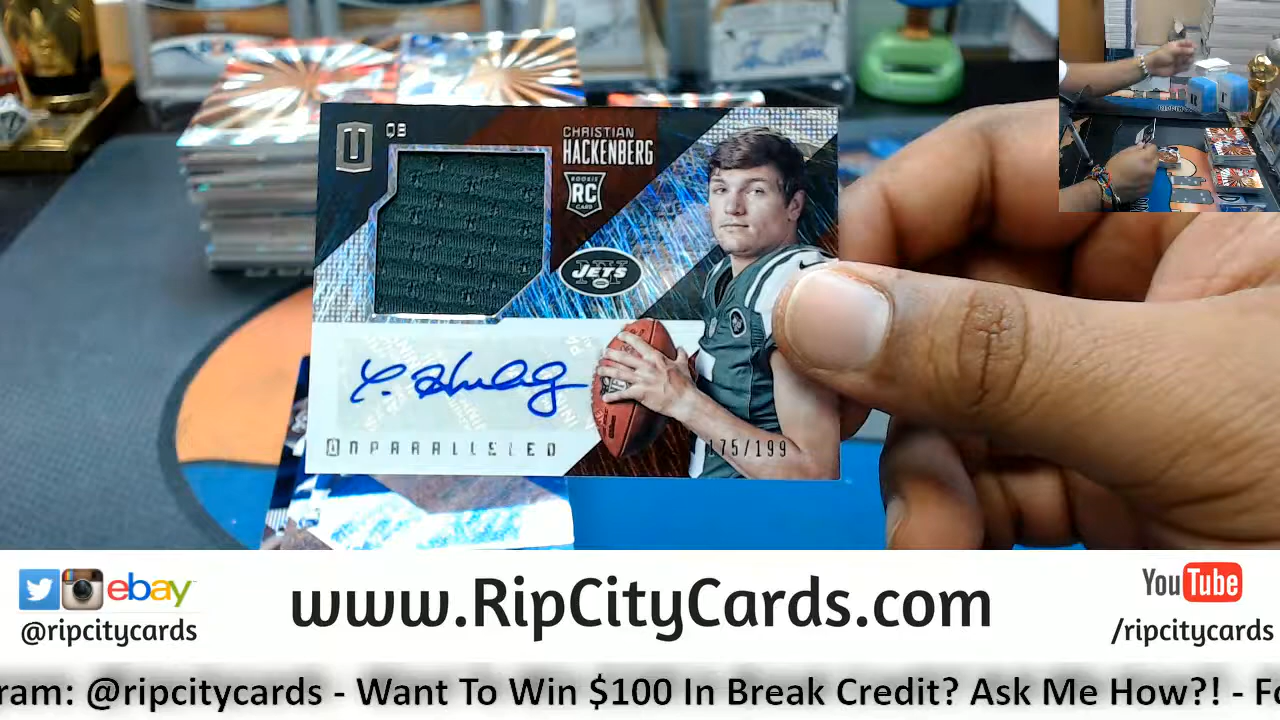 U QB
CHRISTIAN
HACKENBERG
ROOKIE
RC
CARD
NY
JETS
UNPARALLELED
175/199
ebay
@ripcitycards
www.RipCityCards.com
YouTube
/ripcitycards
ram: @ripcitycards - Want To Win $100 In Break Credit? Ask Me How?! - Fo